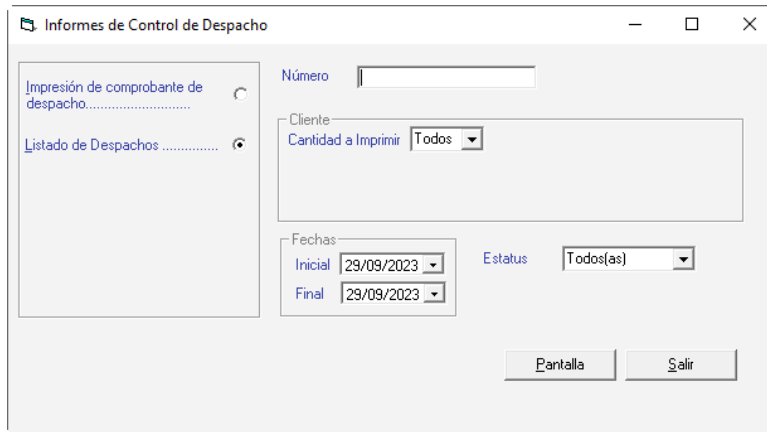 Informes de Control de Despacho
Impresión de comprobante de
despacho...........................
Listado de Despachos ...............
Número
Cliente
Cantidad a Imprimir Todos
Fechas
Inicial 29/09/2023
Final 29/09/2023
Estatus Todos(as)
Pantalla Salir